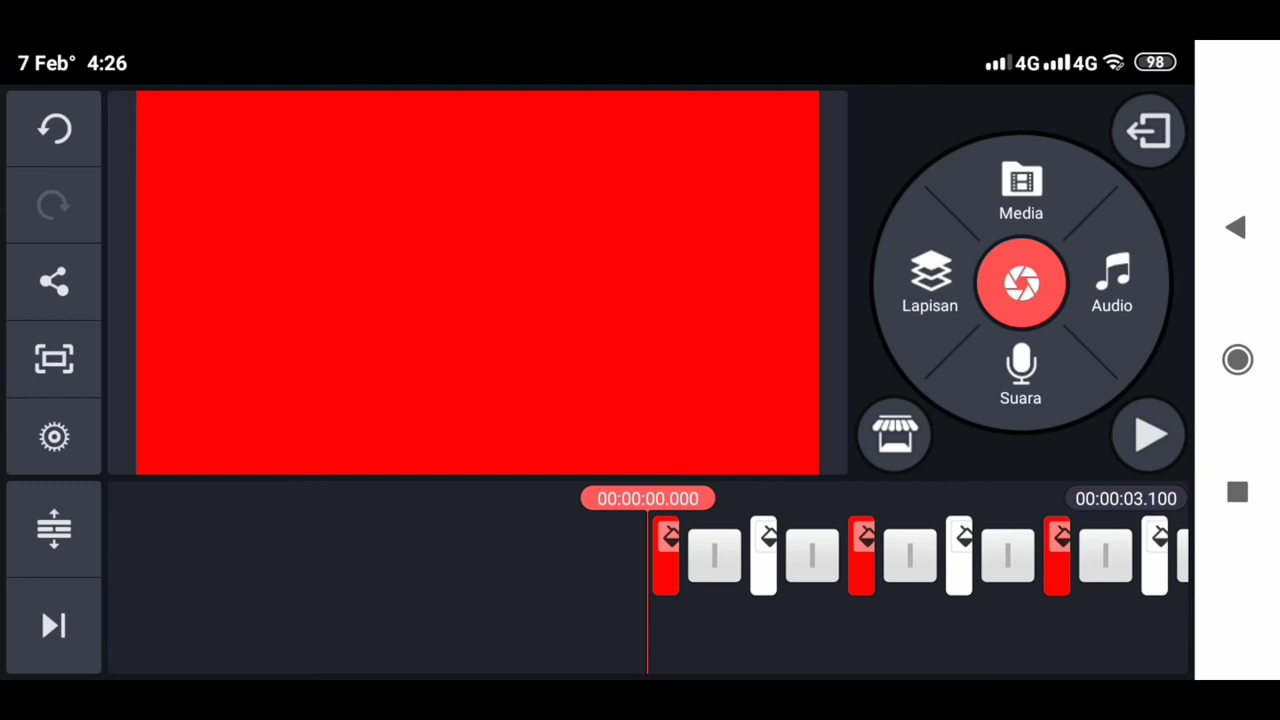 7 Feb° 4:26
4G 4G 98
Media
Lapisan
Audio
Suara
00:00:00.000
00:00:03.100